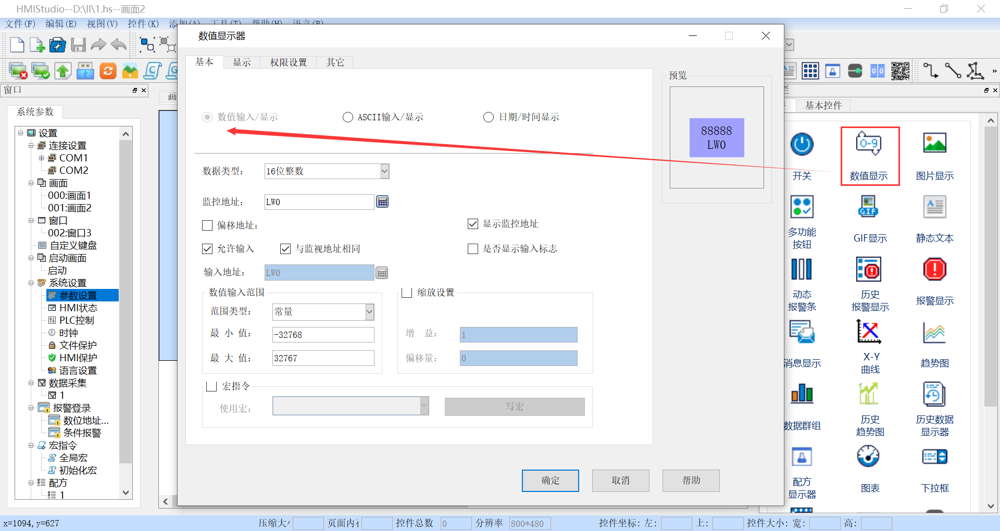 HMIStudio--D:\ll\1.hs--画面2
文件(F) 编辑(E) 视图(V) 控件(K)
数值显示器
窗口
系统参数
设置
连接设置
COM1
COM2
画面
000:画面1
001:画面2
窗口
002:窗口3
自定义键盘
启动画面
启动
系统设置
参数设置
HMI状态
PLC控制
时钟
文件保护
HMI保护
语言设置
数据采集
1
报警登录
数位地址...
条件报警
宏指令
全局宏
初始化宏
配方
1
基本 显示 权限设置 其它
数值输入/显示 ASCII输入/显示 日期/时间显示
数据类型: 16位整数
监控地址: LW0
偏移地址: 显示监控地址
允许输入 与监视地址相同 是否显示输入标志
输入地址: LW0
数值输入范围
范围类型: 常量
最 小 值: -32768
最 大 值: 32767
缩放设置
增 益: 1
偏移量: 0
宏指令
使用宏: 写宏
确定 取消 帮助
预览
88888
LW0
基本控件
0-9
开关 数值显示 图片显示
GIF
多功能
按钮
GIF显示 静态文本
动态
报警条
历史
报警显示
报警显示
消息显示
X-Y
曲线
趋势图
数据群组
历史
趋势图
历史数据
显示器
配方
显示器
图表 下拉框
x=1094,y=627 压缩大 页面内存 控件总数 0 分辨率 800*480 控件坐标: 左: 上: 控件大小: 宽: 高: